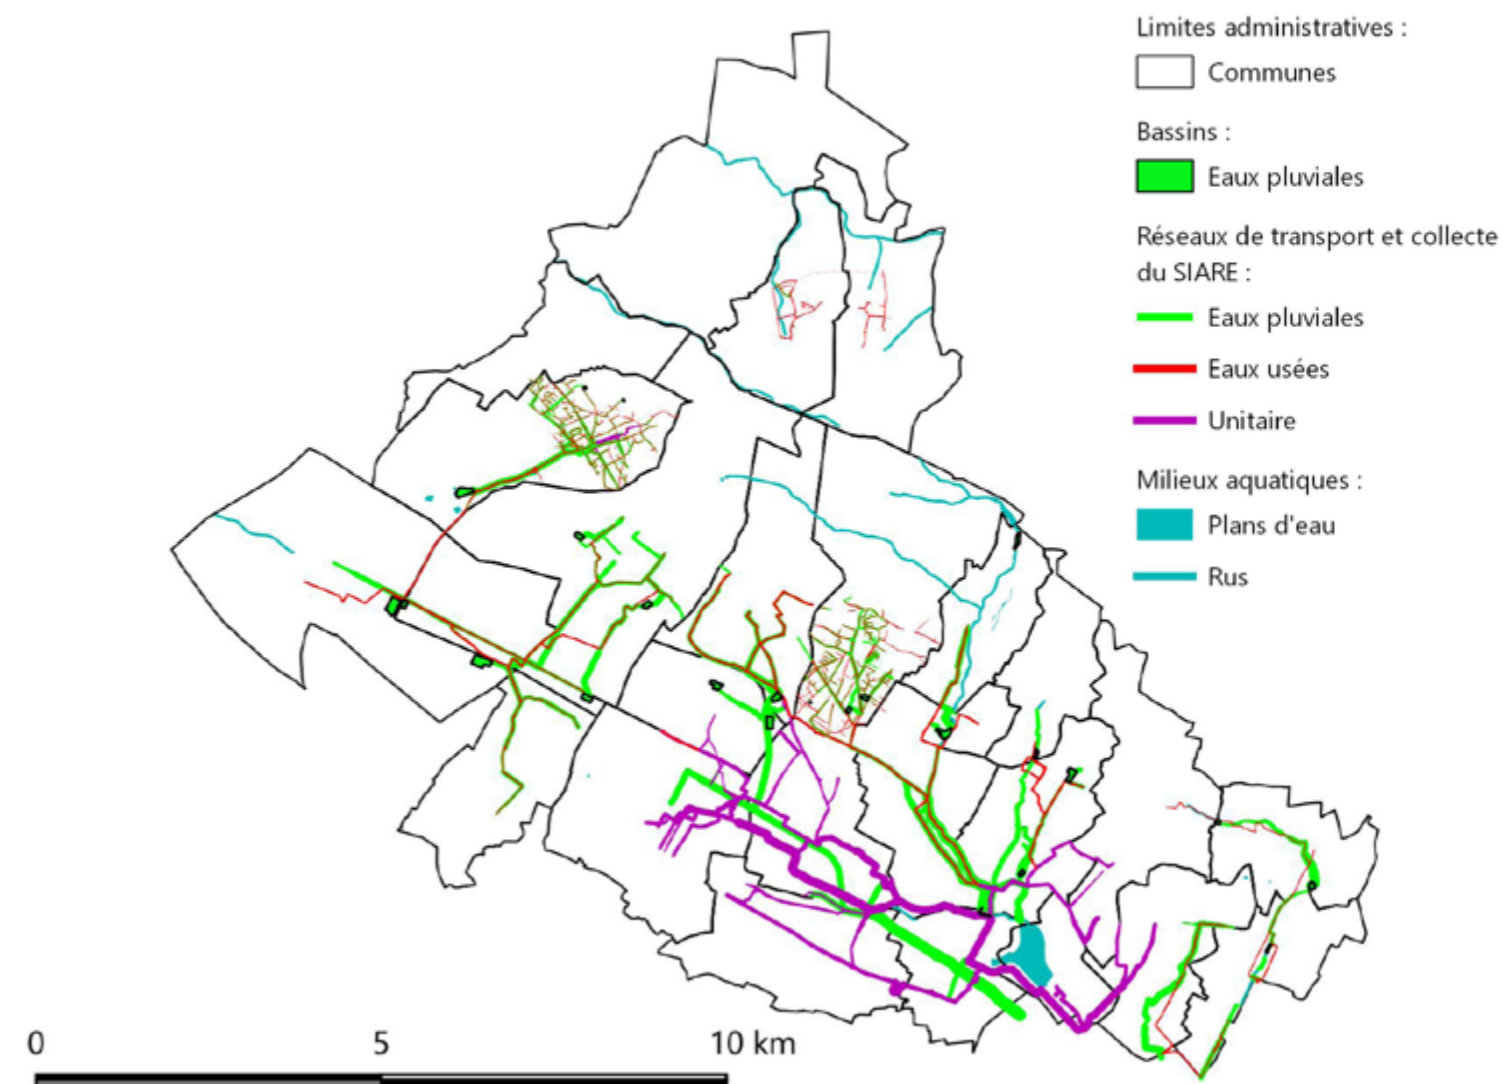 Limites administratives :
Communes
Bassins :
Eaux pluviales
Réseaux de transport et collecte
du SIARE :
Eaux pluviales
Eaux usées
Unitaire
Milieux aquatiques :
Plans d'eau
Rus
0 5 10 km